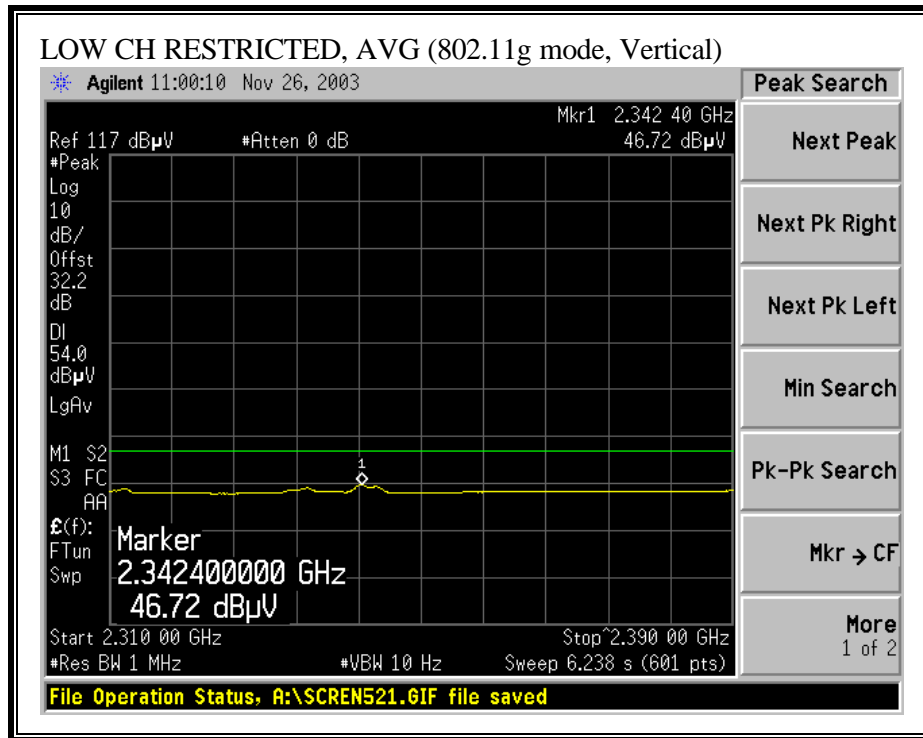 LOW CH RESTRICTED, AVG (802.11g mode, Vertical)
Agilent 11:00:10 Nov 26, 2003
Peak Search
Mkr1 2.342 40 GHz
Ref 117 dBµV #Atten 0 dB 46.72 dBµV
#Peak
Log
10
dB/
Offst
32.2
dB
DI
54.0
dBµV
LgAv
M1 S2
S3 FC
AA
£(f):
FTun
Swp
1
Marker
2.342400000 GHz
46.72 dBµV
Start 2.310 00 GHz Stop^2.390 00 GHz
#Res BW 1 MHz #VBW 10 Hz Sweep 6.238 s (601 pts)
Next Peak
Next Pk Right
Next Pk Left
Min Search
Pk-Pk Search
Mkr → CF
More
1 of 2
File Operation Status, A:\SCREN521.GIF file saved